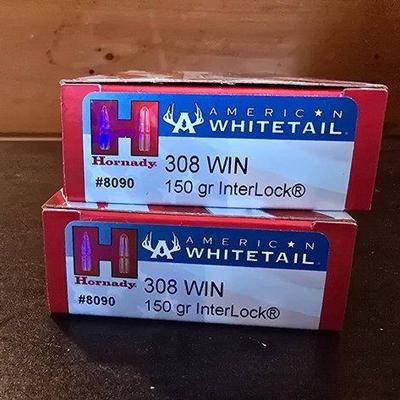 AMERICAN
WHITETAIL
Hornady
308 WIN
#8090
150 gr InterLock®
AMERICAN
WHITETAIL
Hornady
308 WIN
#8090
150 gr InterLock®